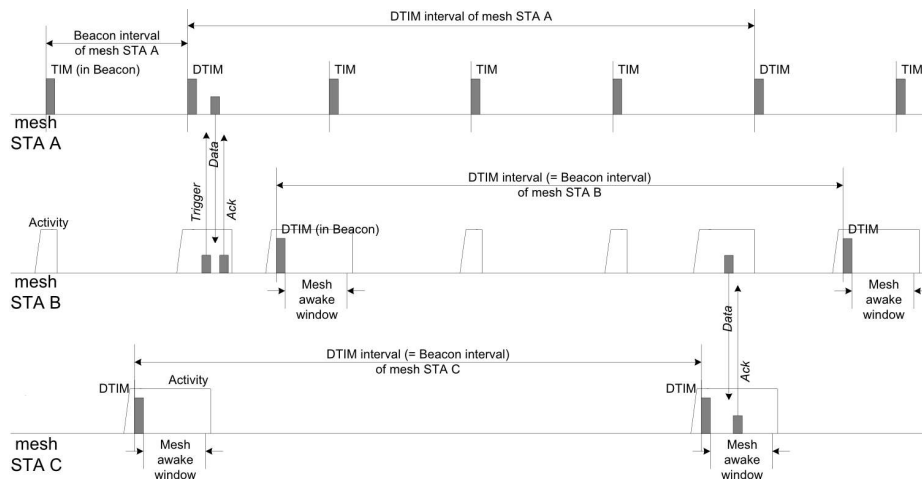 DTIM interval of mesh STA A
Beacon interval
of mesh STA A
TIM (in Beacon)
DTIM
TIM
TIM
TIM
DTIM
TIM
mesh
STA A
Trigger
Data
Ack
DTIM interval (= Beacon interval)
of mesh STA B
Activity
DTIM (in Beacon)
DTIM
mesh
STA B
Mesh
awake
window
Mesh
awake
window
Data
Ack
DTIM interval (= Beacon interval)
of mesh STA C
DTIM
Activity
DTIM
mesh
STA C
Mesh
awake
window
Mesh
awake
window